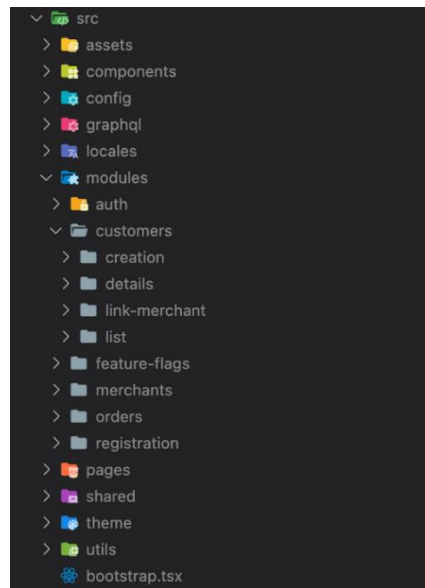 src
assets
components
config
graphql
locales
modules
auth
customers
creation
details
link-merchant
list
feature-flags
merchants
orders
registration
pages
shared
theme
utils
bootstrap.tsx